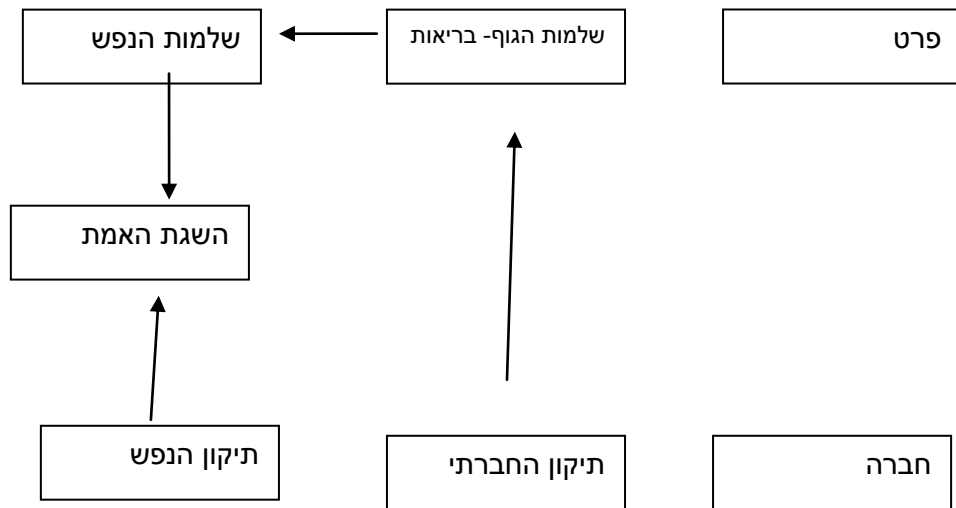 פרט
שלמות הגוף- בריאות
שלמות הנפש
השגת האמת
חברה
תיקון החברתי
תיקון הנפש